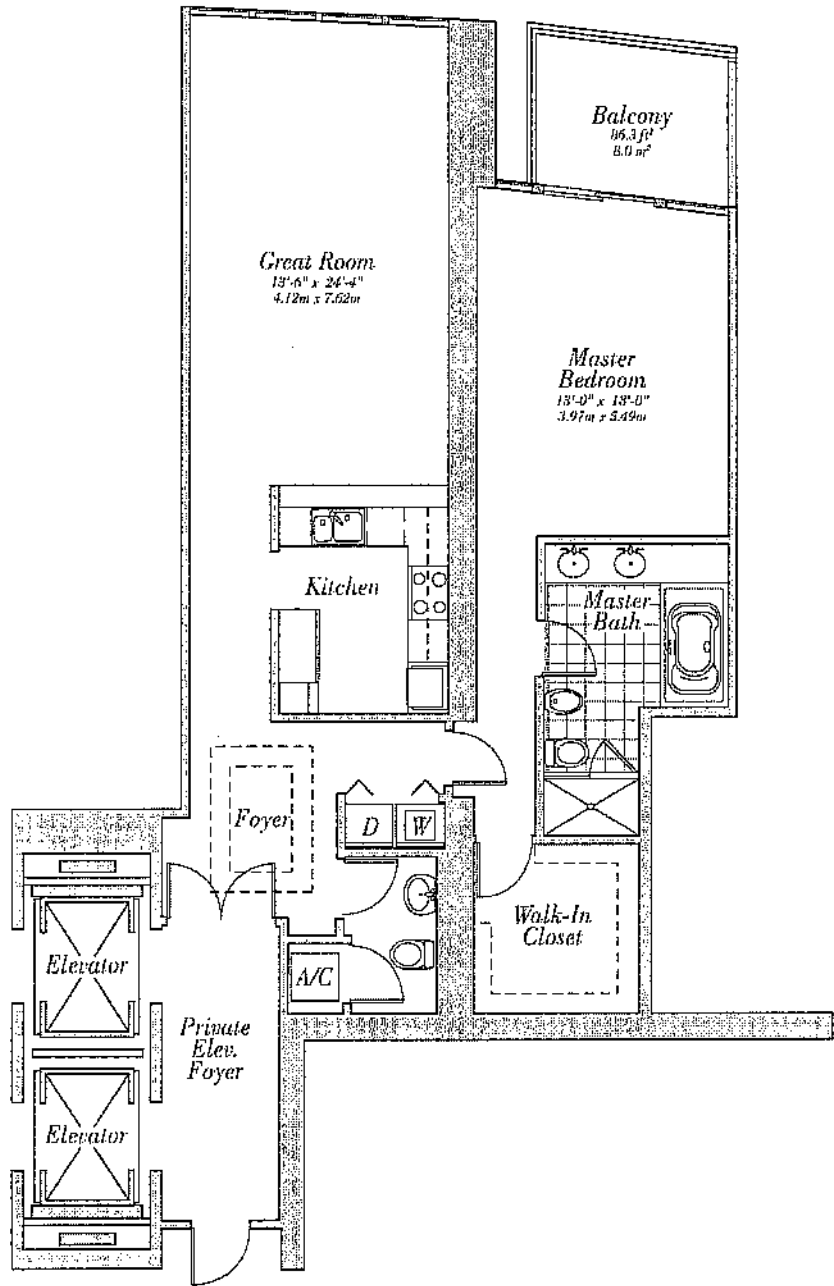 Balcony
86.3 ft²
8.0 m²
Great Room
13'-6" x 24'-4"
4.12m x 7.62m
Master
Bedroom
13'-0" x 18'-0"
3.97m x 5.49m
Kitchen
Master
Bath
Foyer
D
W
Walk-In
Closet
Elevator
A/C
Private
Elev.
Foyer
Elevator